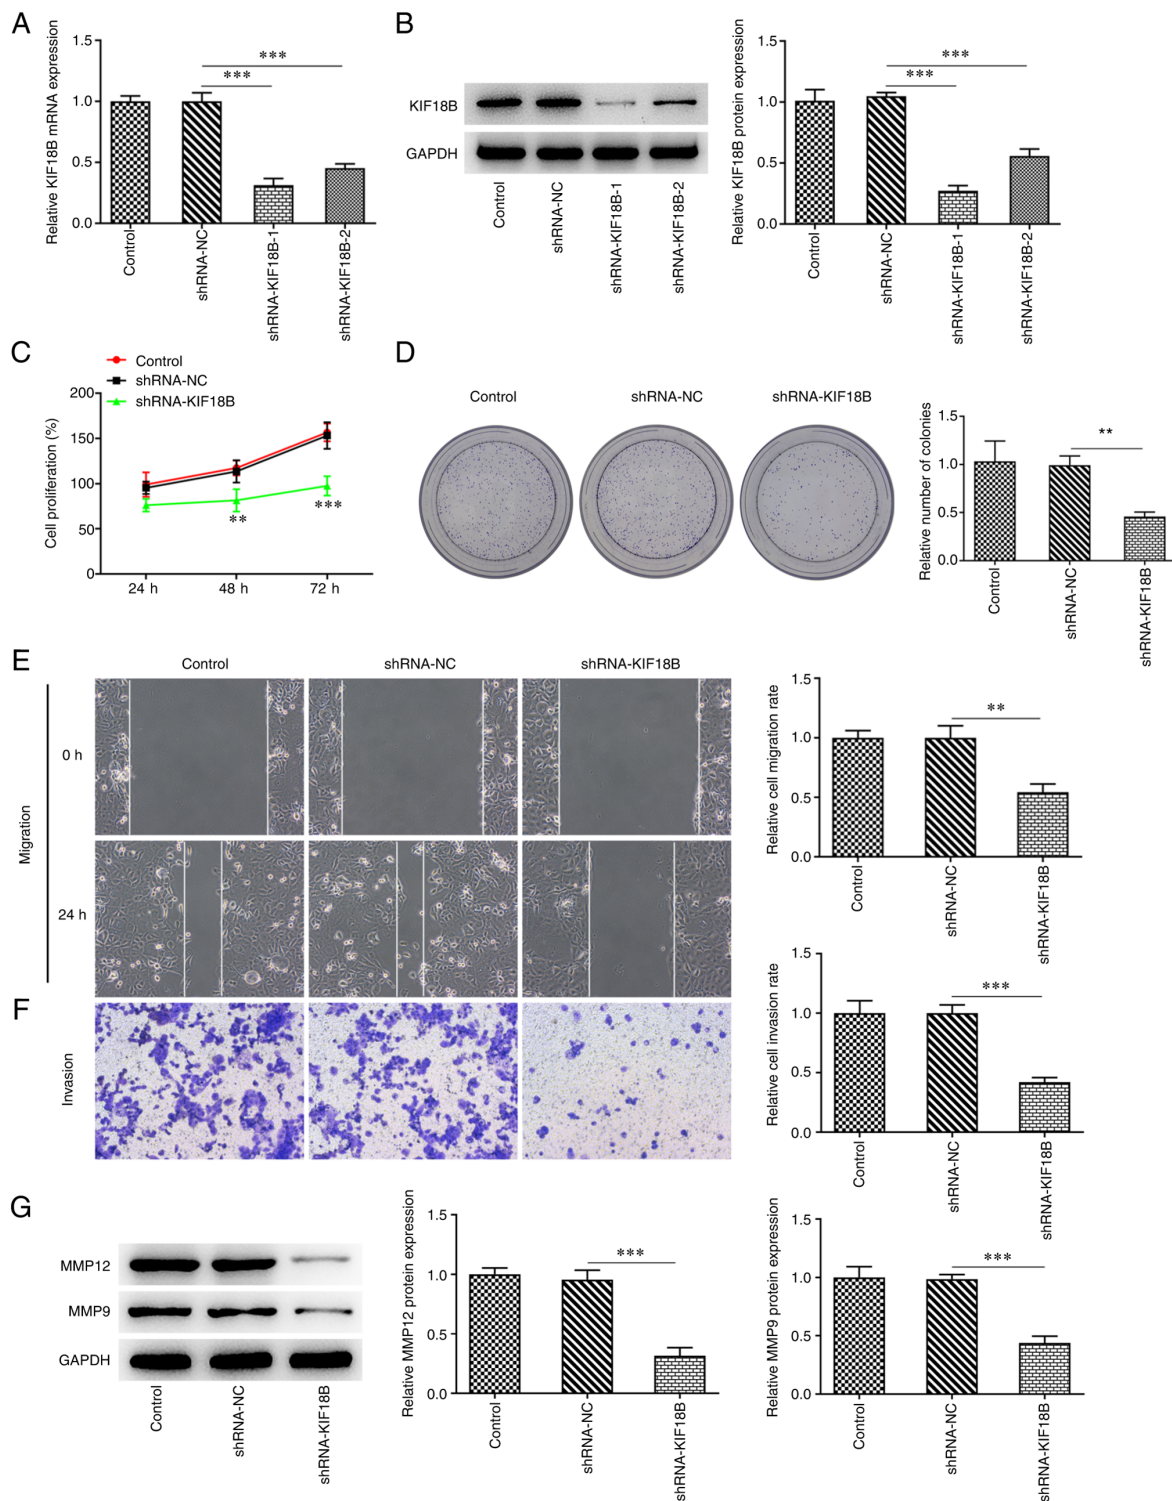 A
Relative KIF18B mRNA expression
1.5
1.0
0.5
0.0
***
***
Control
shRNA-NC
shRNA-KIF18B-1
shRNA-KIF18B-2
B
KIF18B
GAPDH
Control
shRNA-NC
shRNA-KIF18B-1
shRNA-KIF18B-2
Relative KIF18B protein expression
1.5
1.0
0.5
0.0
***
***
Control
shRNA-NC
shRNA-KIF18B-1
shRNA-KIF18B-2
C
Control
shRNA-NC
shRNA-KIF18B
Cell proliferation (%)
200
150
100
50
0
**
***
24 h
48 h
72 h
D
Control
shRNA-NC
shRNA-KIF18B
Relative number of colonies
1.5
1.0
0.5
0.0
**
Control
shRNA-NC
shRNA-KIF18B
E
Control
shRNA-NC
shRNA-KIF18B
Migration
0 h
24 h
Relative cell migration rate
1.5
1.0
0.5
0.0
**
Control
shRNA-NC
shRNA-KIF18B
F
Invasion
Relative cell invasion rate
1.5
1.0
0.5
0.0
***
Control
shRNA-NC
shRNA-KIF18B
G
MMP12
MMP9
GAPDH
Control
shRNA-NC
shRNA-KIF18B
Relative MMP12 protein expression
1.5
1.0
0.5
0.0
***
Control
shRNA-NC
shRNA-KIF18B
Relative MMP9 protein expression
1.5
1.0
0.5
0.0
***
Control
shRNA-NC
shRNA-KIF18B